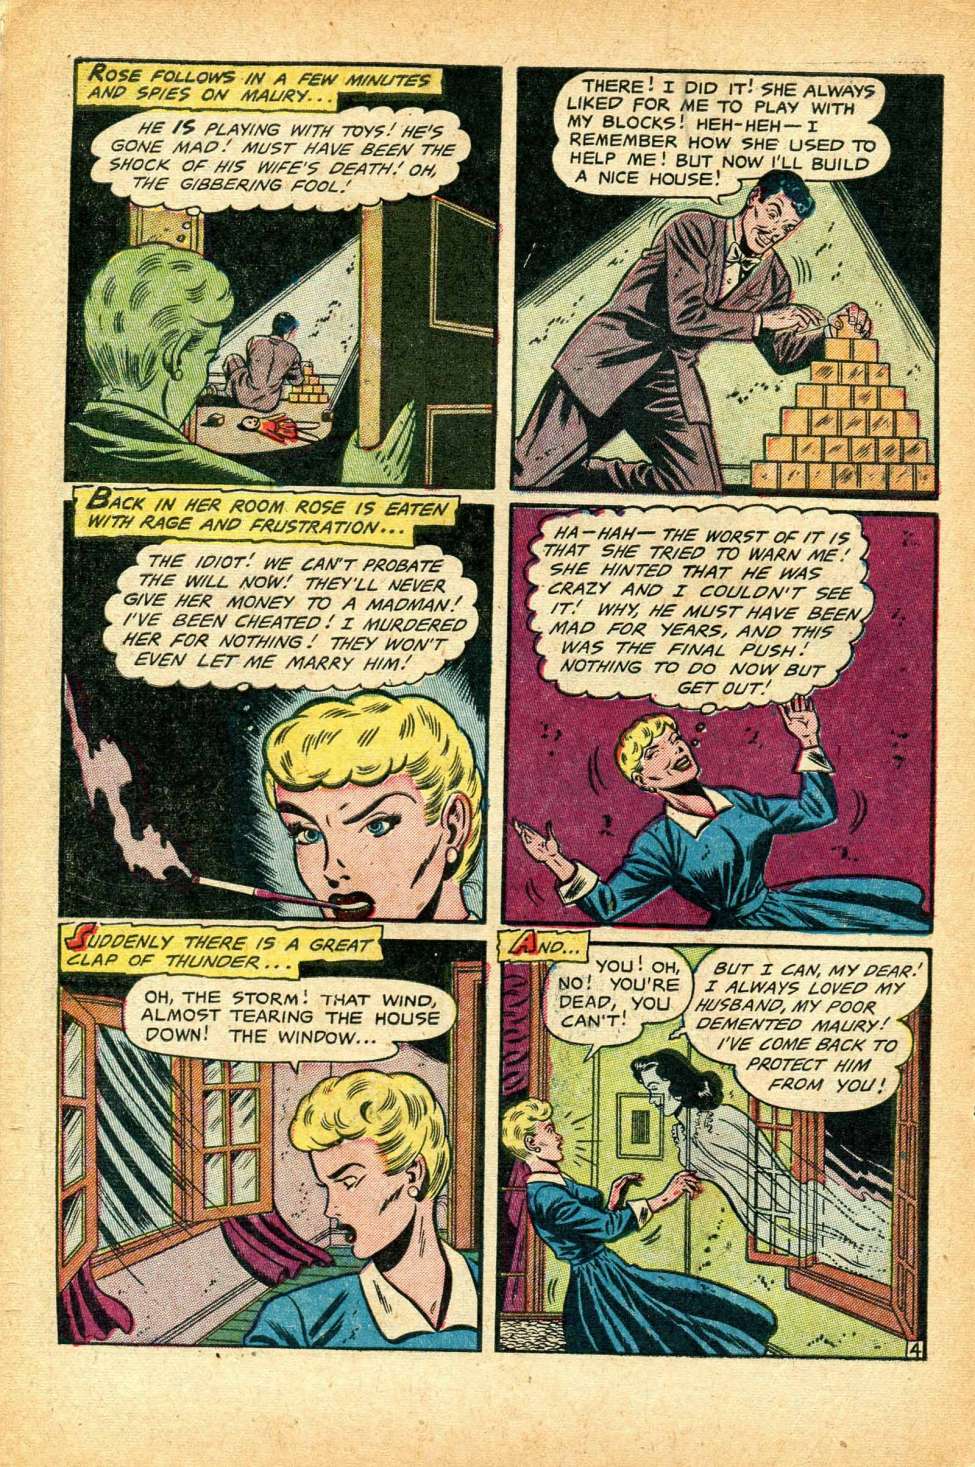 ROSE FOLLOWS IN A FEW MINUTES
AND SPIES ON MAURY...
HE IS PLAYING WITH TOYS! HE'S
GONE MAD! MUST HAVE BEEN THE
SHOCK OF HIS WIFE'S DEATH! OH,
THE GIBBERING FOOL!
THERE! I DID IT! SHE ALWAYS
LIKED FOR ME TO PLAY WITH
MY BLOCKS! HEH-HEH—I
REMEMBER HOW SHE USED TO
HELP ME! BUT NOW I'LL BUILD
A NICE HOUSE!
BACK IN HER ROOM ROSE IS EATEN
WITH RAGE AND FRUSTRATION...
THE IDIOT! WE CAN'T PROBATE
THE WILL NOW! THEY'LL NEVER
GIVE HER MONEY TO A MADMAN!
I'VE BEEN CHEATED! I MURDERED
HER FOR NOTHING! THEY WON'T
EVEN LET ME MARRY HIM!
HA-HAH—THE WORST OF IT IS
THAT SHE TRIED TO WARN ME!
SHE HINTED THAT HE WAS
CRAZY AND I COULDN'T SEE
IT! WHY, HE MUST HAVE BEEN
MAD FOR YEARS, AND THIS
WAS THE FINAL PUSH!
NOTHING TO DO NOW BUT
GET OUT!
SUDDENLY THERE IS A GREAT
CLAP OF THUNDER...
OH, THE STORM! THAT WIND,
ALMOST TEARING THE HOUSE
DOWN! THE WINDOW...
AND...
YOU! OH,
NO! YOU'RE
DEAD, YOU
CAN'T!
BUT I CAN, MY DEAR!
I ALWAYS LOVED MY
HUSBAND, MY POOR
DEMENTED MAURY!
I'VE COME BACK TO
PROTECT HIM
FROM YOU!
4